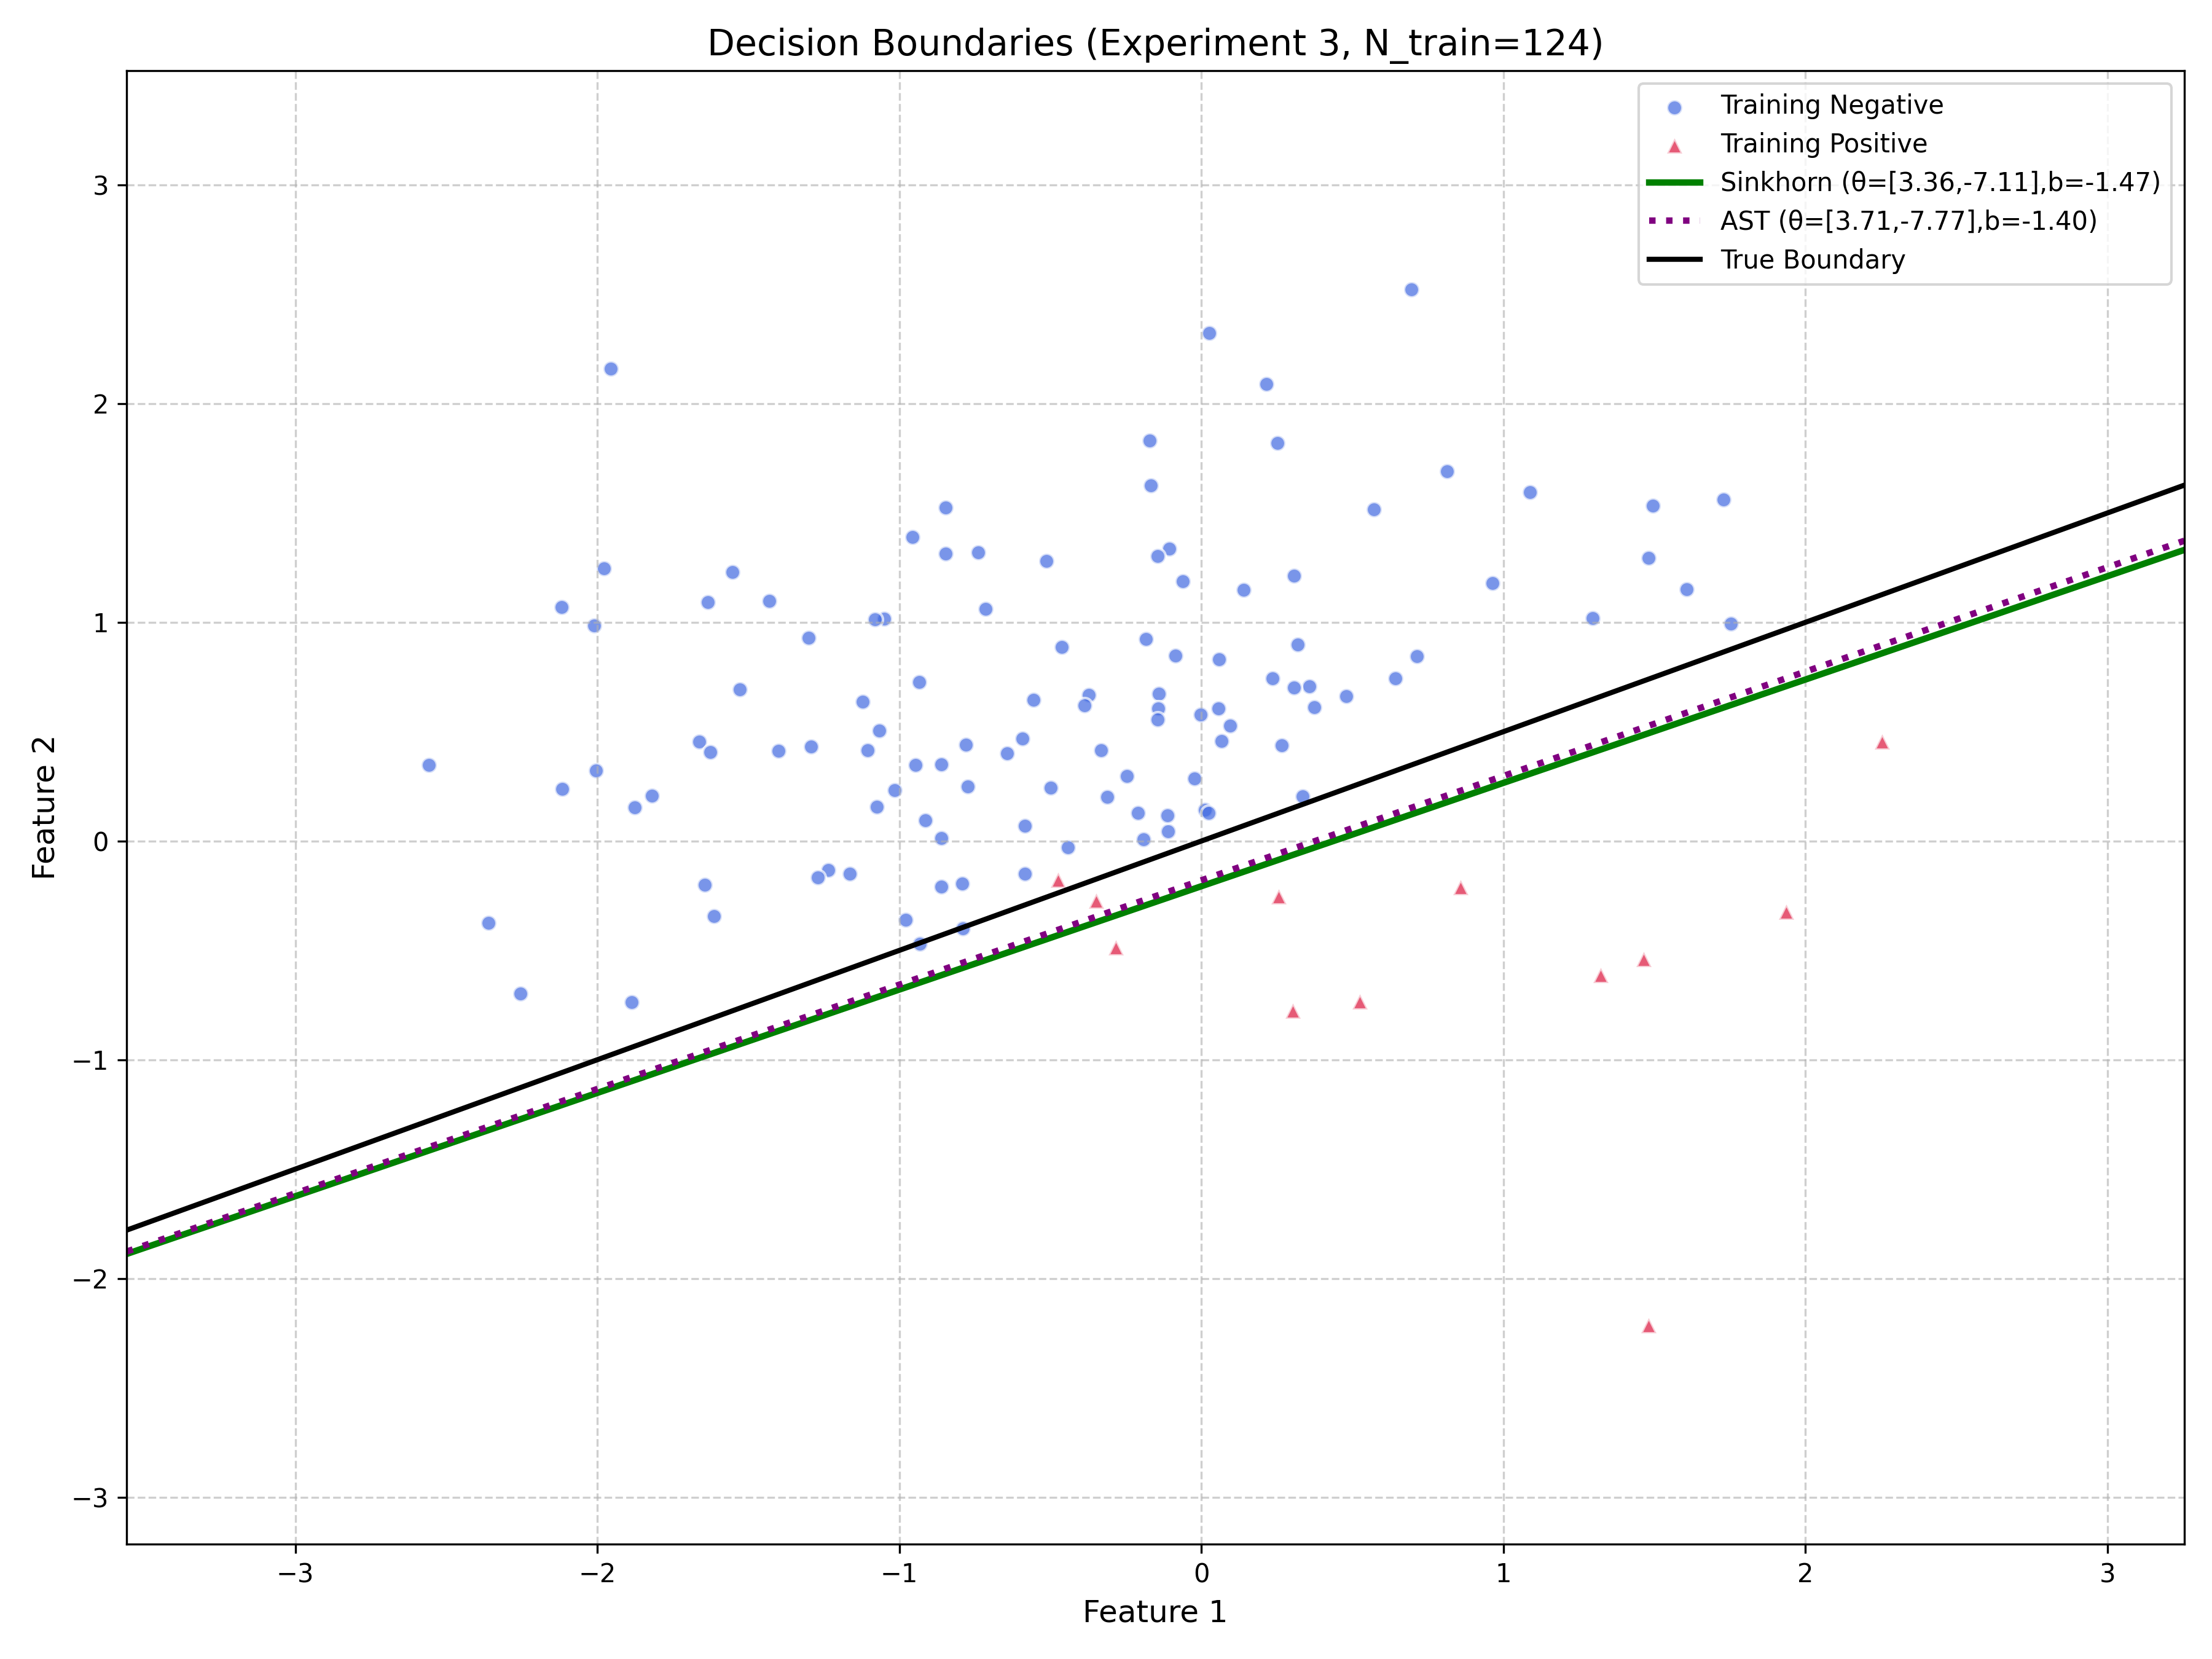 Decision Boundaries (Experiment 3, N_train=124)
Training Negative
Training Positive
Sinkhorn (θ=[3.36,-7.11],b=-1.47)
AST (θ=[3.71,-7.77],b=-1.40)
True Boundary
3
2
1
0
−1
−2
−3
Feature 2
−3
−2
−1
0
1
2
3
Feature 1